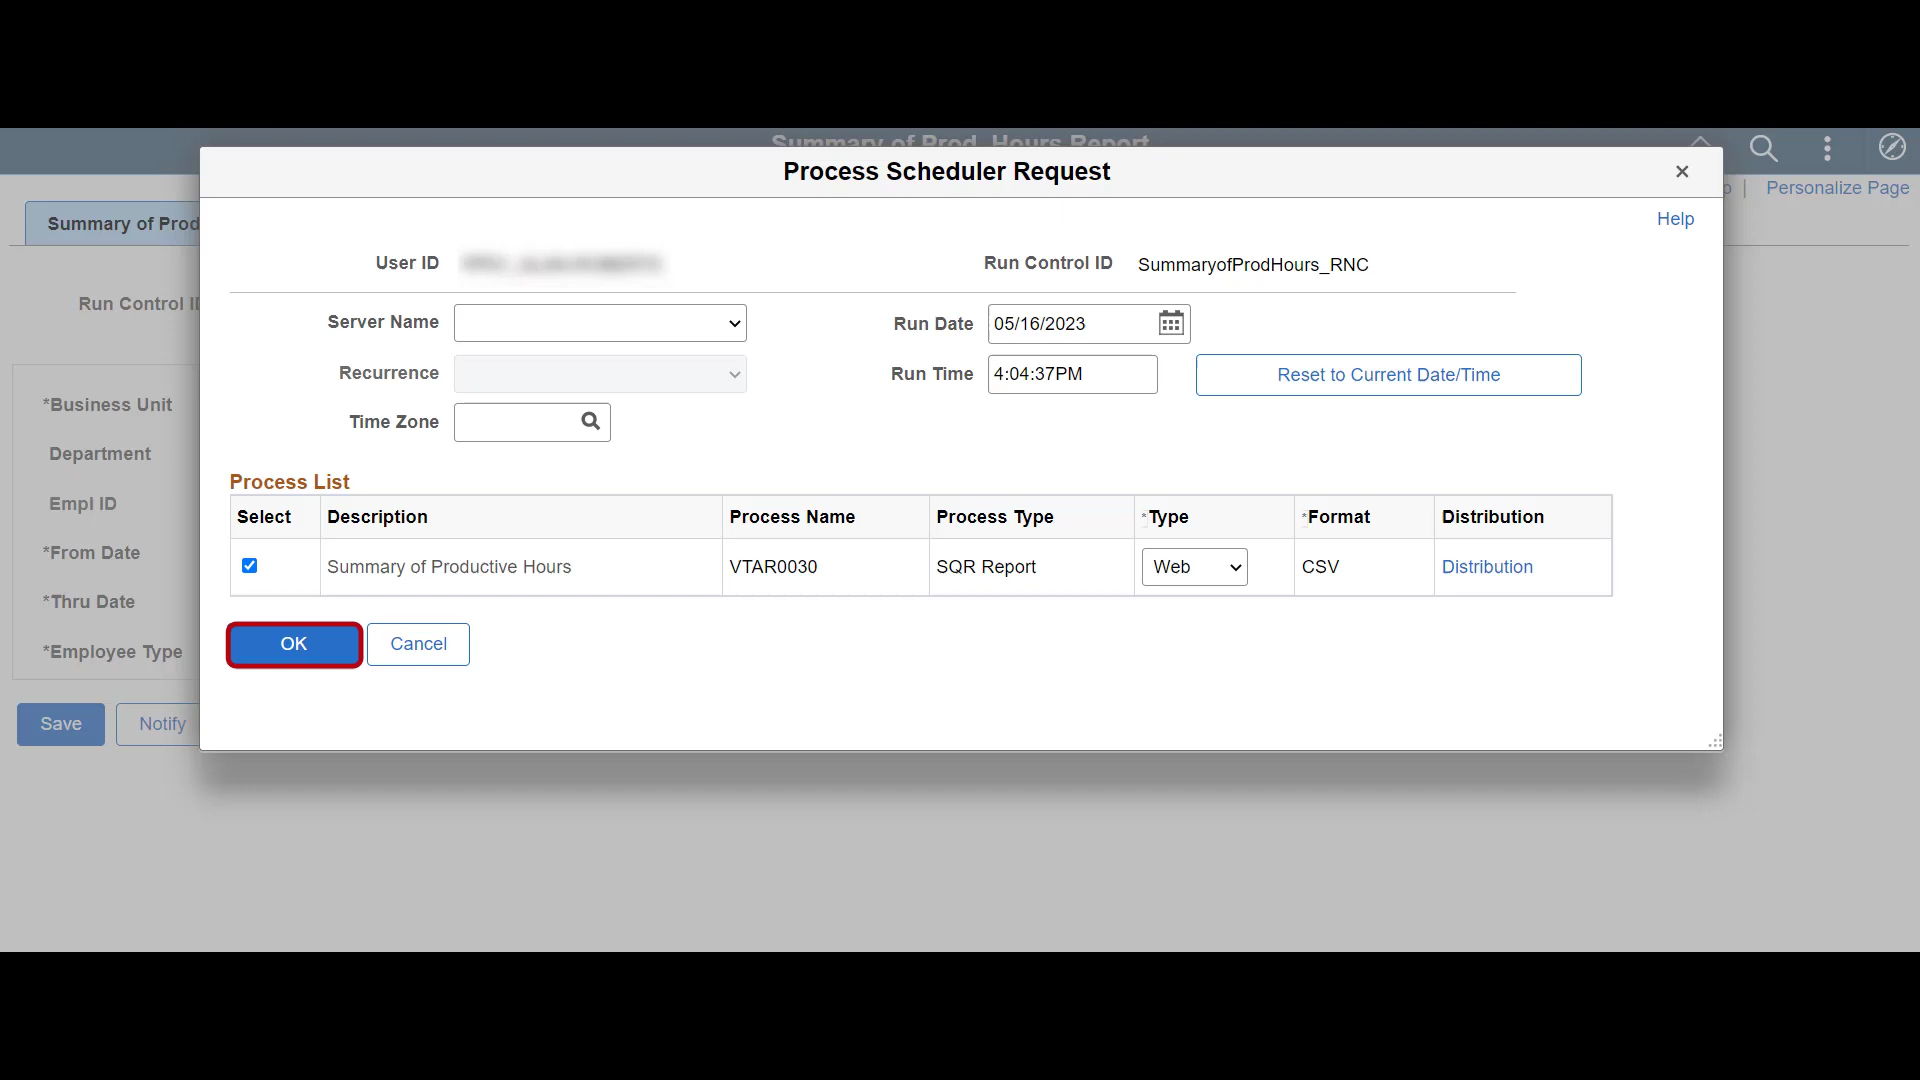 Summary of Prod. Hours Report
Process Scheduler Request
Personalize Page
Help
Summary of Prod
User ID
Run Control ID SummaryofProdHours_RNC
Run Control ID
Server Name
Run Date 05/16/2023
Recurrence
Run Time 4:04:37PM
Reset to Current Date/Time
Time Zone
*Business Unit
Department
Empl ID
*From Date
*Thru Date
*Employee Type
Process List
Select Description Process Name Process Type *Type *Format Distribution
Summary of Productive Hours VTAR0030 SQR Report Web CSV Distribution
OK Cancel
Save Notify